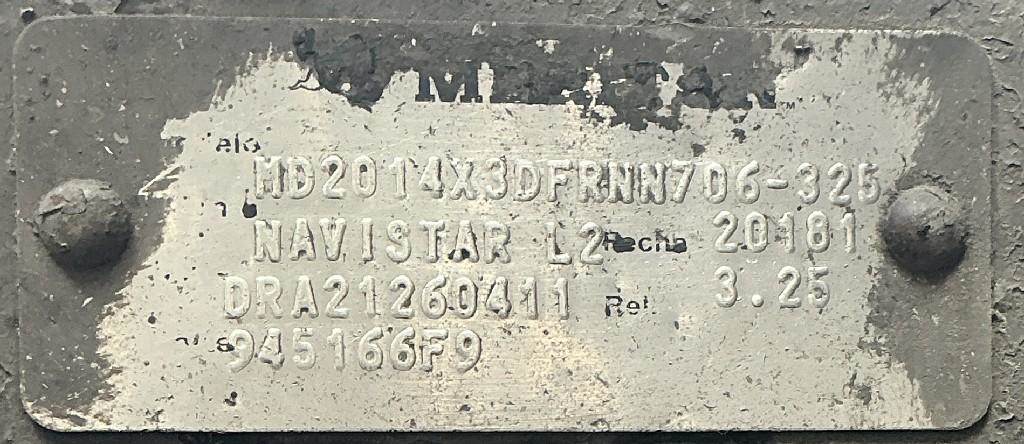 MD2014X3DFRNN706-325
NAVISTAR L2 Fecha 20181
DRA21260411 Rel. 3.25
945166F9